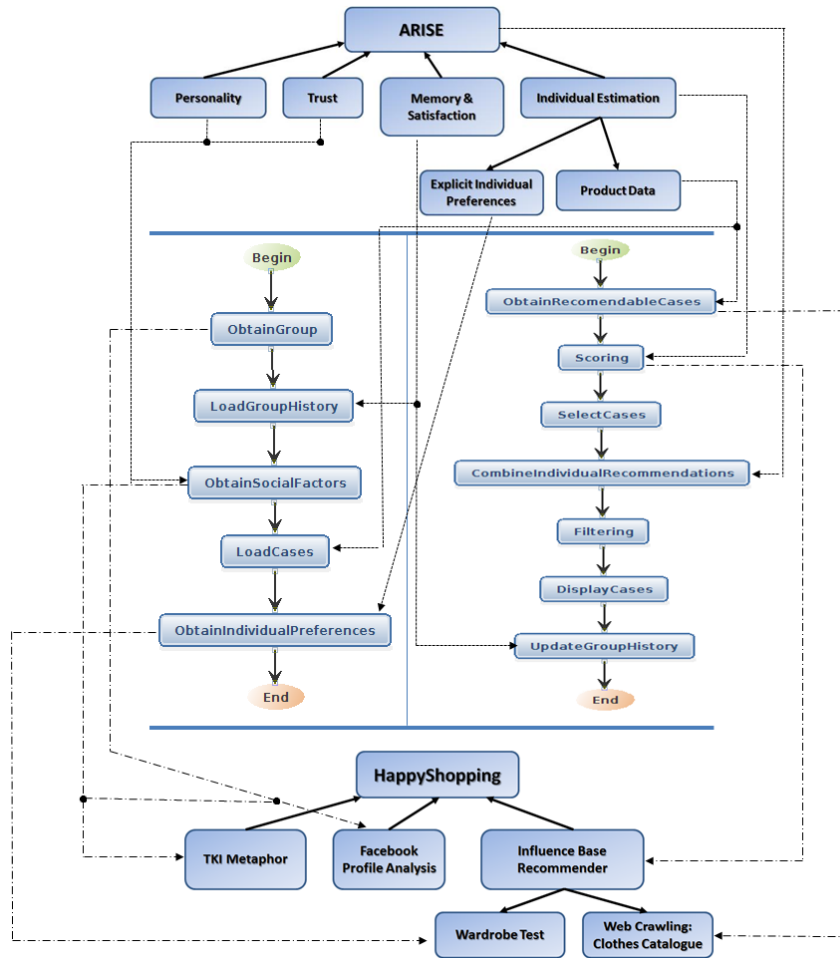 ARISE
Personality
Trust
Memory &
Satisfaction
Individual Estimation
Explicit Individual
Preferences
Product Data
Begin
ObtainGroup
LoadGroupHistory
ObtainSocialFactors
LoadCases
ObtainIndividualPreferences
End
Begin
ObtainRecomendableCases
Scoring
SelectCases
CombineIndividualRecommendations
Filtering
DisplayCases
UpdateGroupHistory
End
HappyShopping
TKI Metaphor
Facebook
Profile Analysis
Influence Base
Recommender
Wardrobe Test
Web Crawling:
Clothes Catalogue